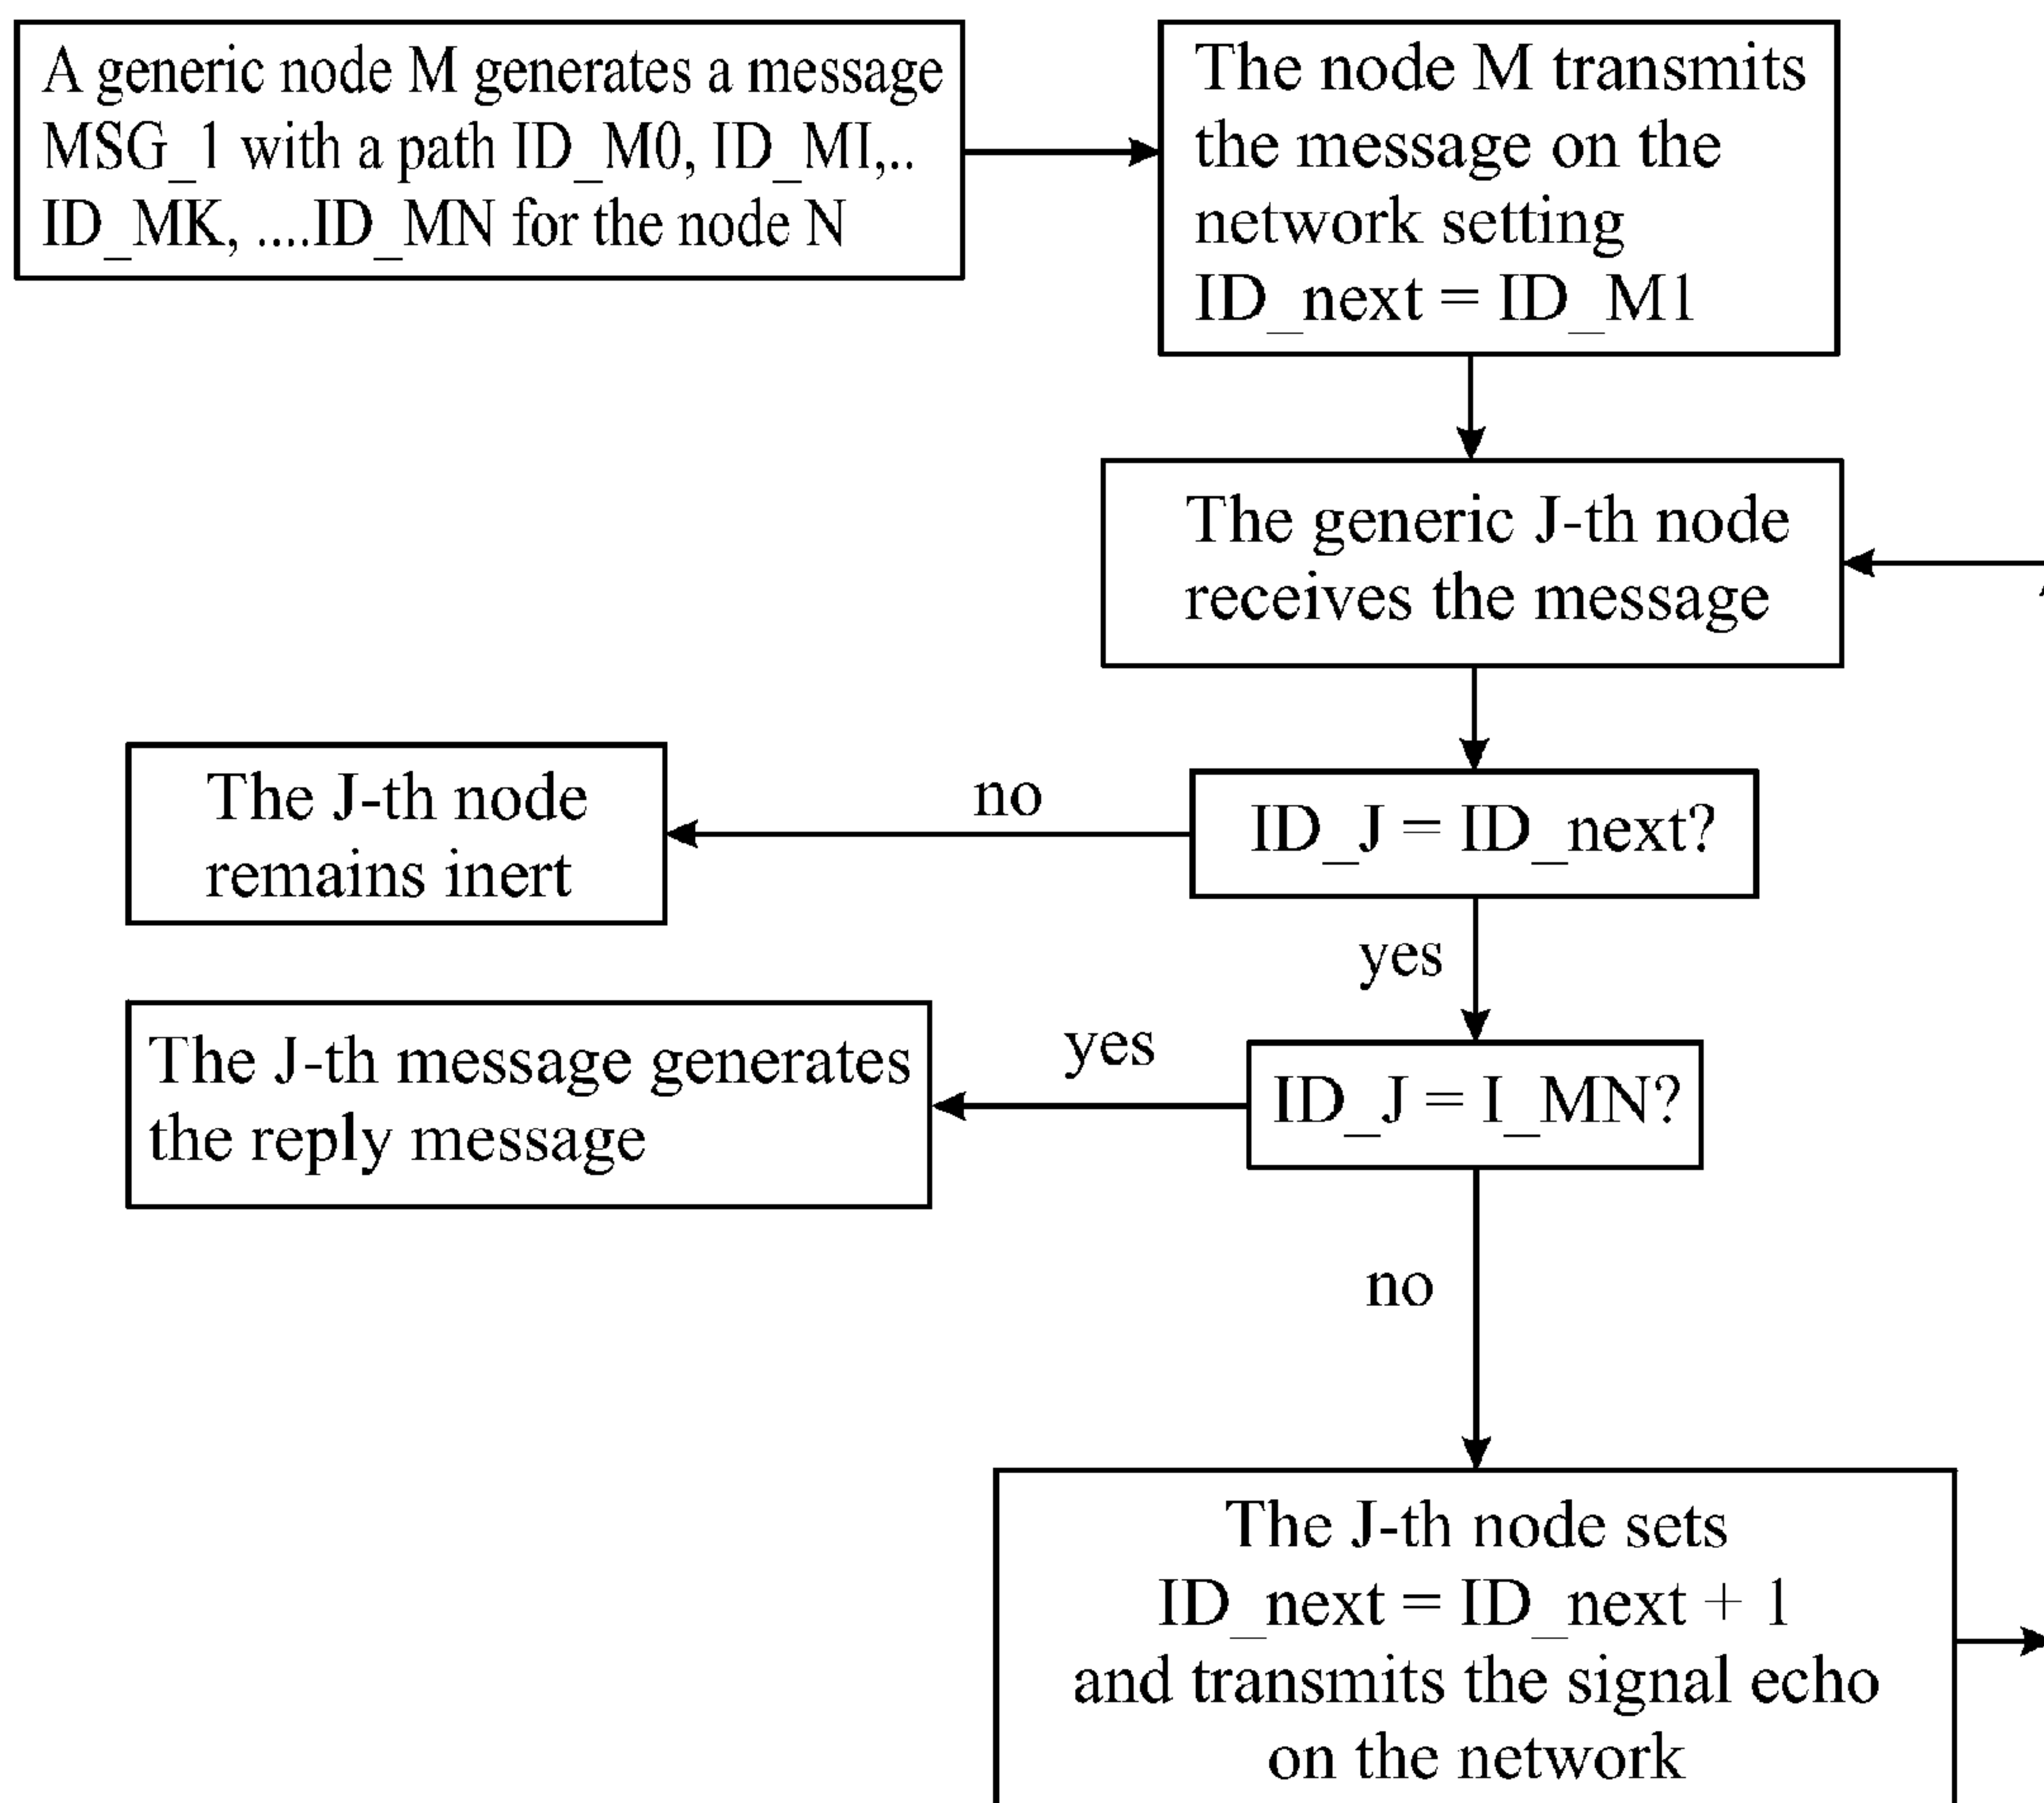 A generic node M generates a message
MSG_1 with a path ID_M0, ID_MI,..
ID_MK, ....ID_MN for the node N
The node M transmits
the message on the
network setting
ID_next = ID_M1
The generic J-th node
receives the message
ID_J = ID_next?
no
The J-th node
remains inert
yes
ID_J = I_MN?
yes
The J-th message generates
the reply message
no
The J-th node sets
ID_next = ID_next + 1
and transmits the signal echo
on the network